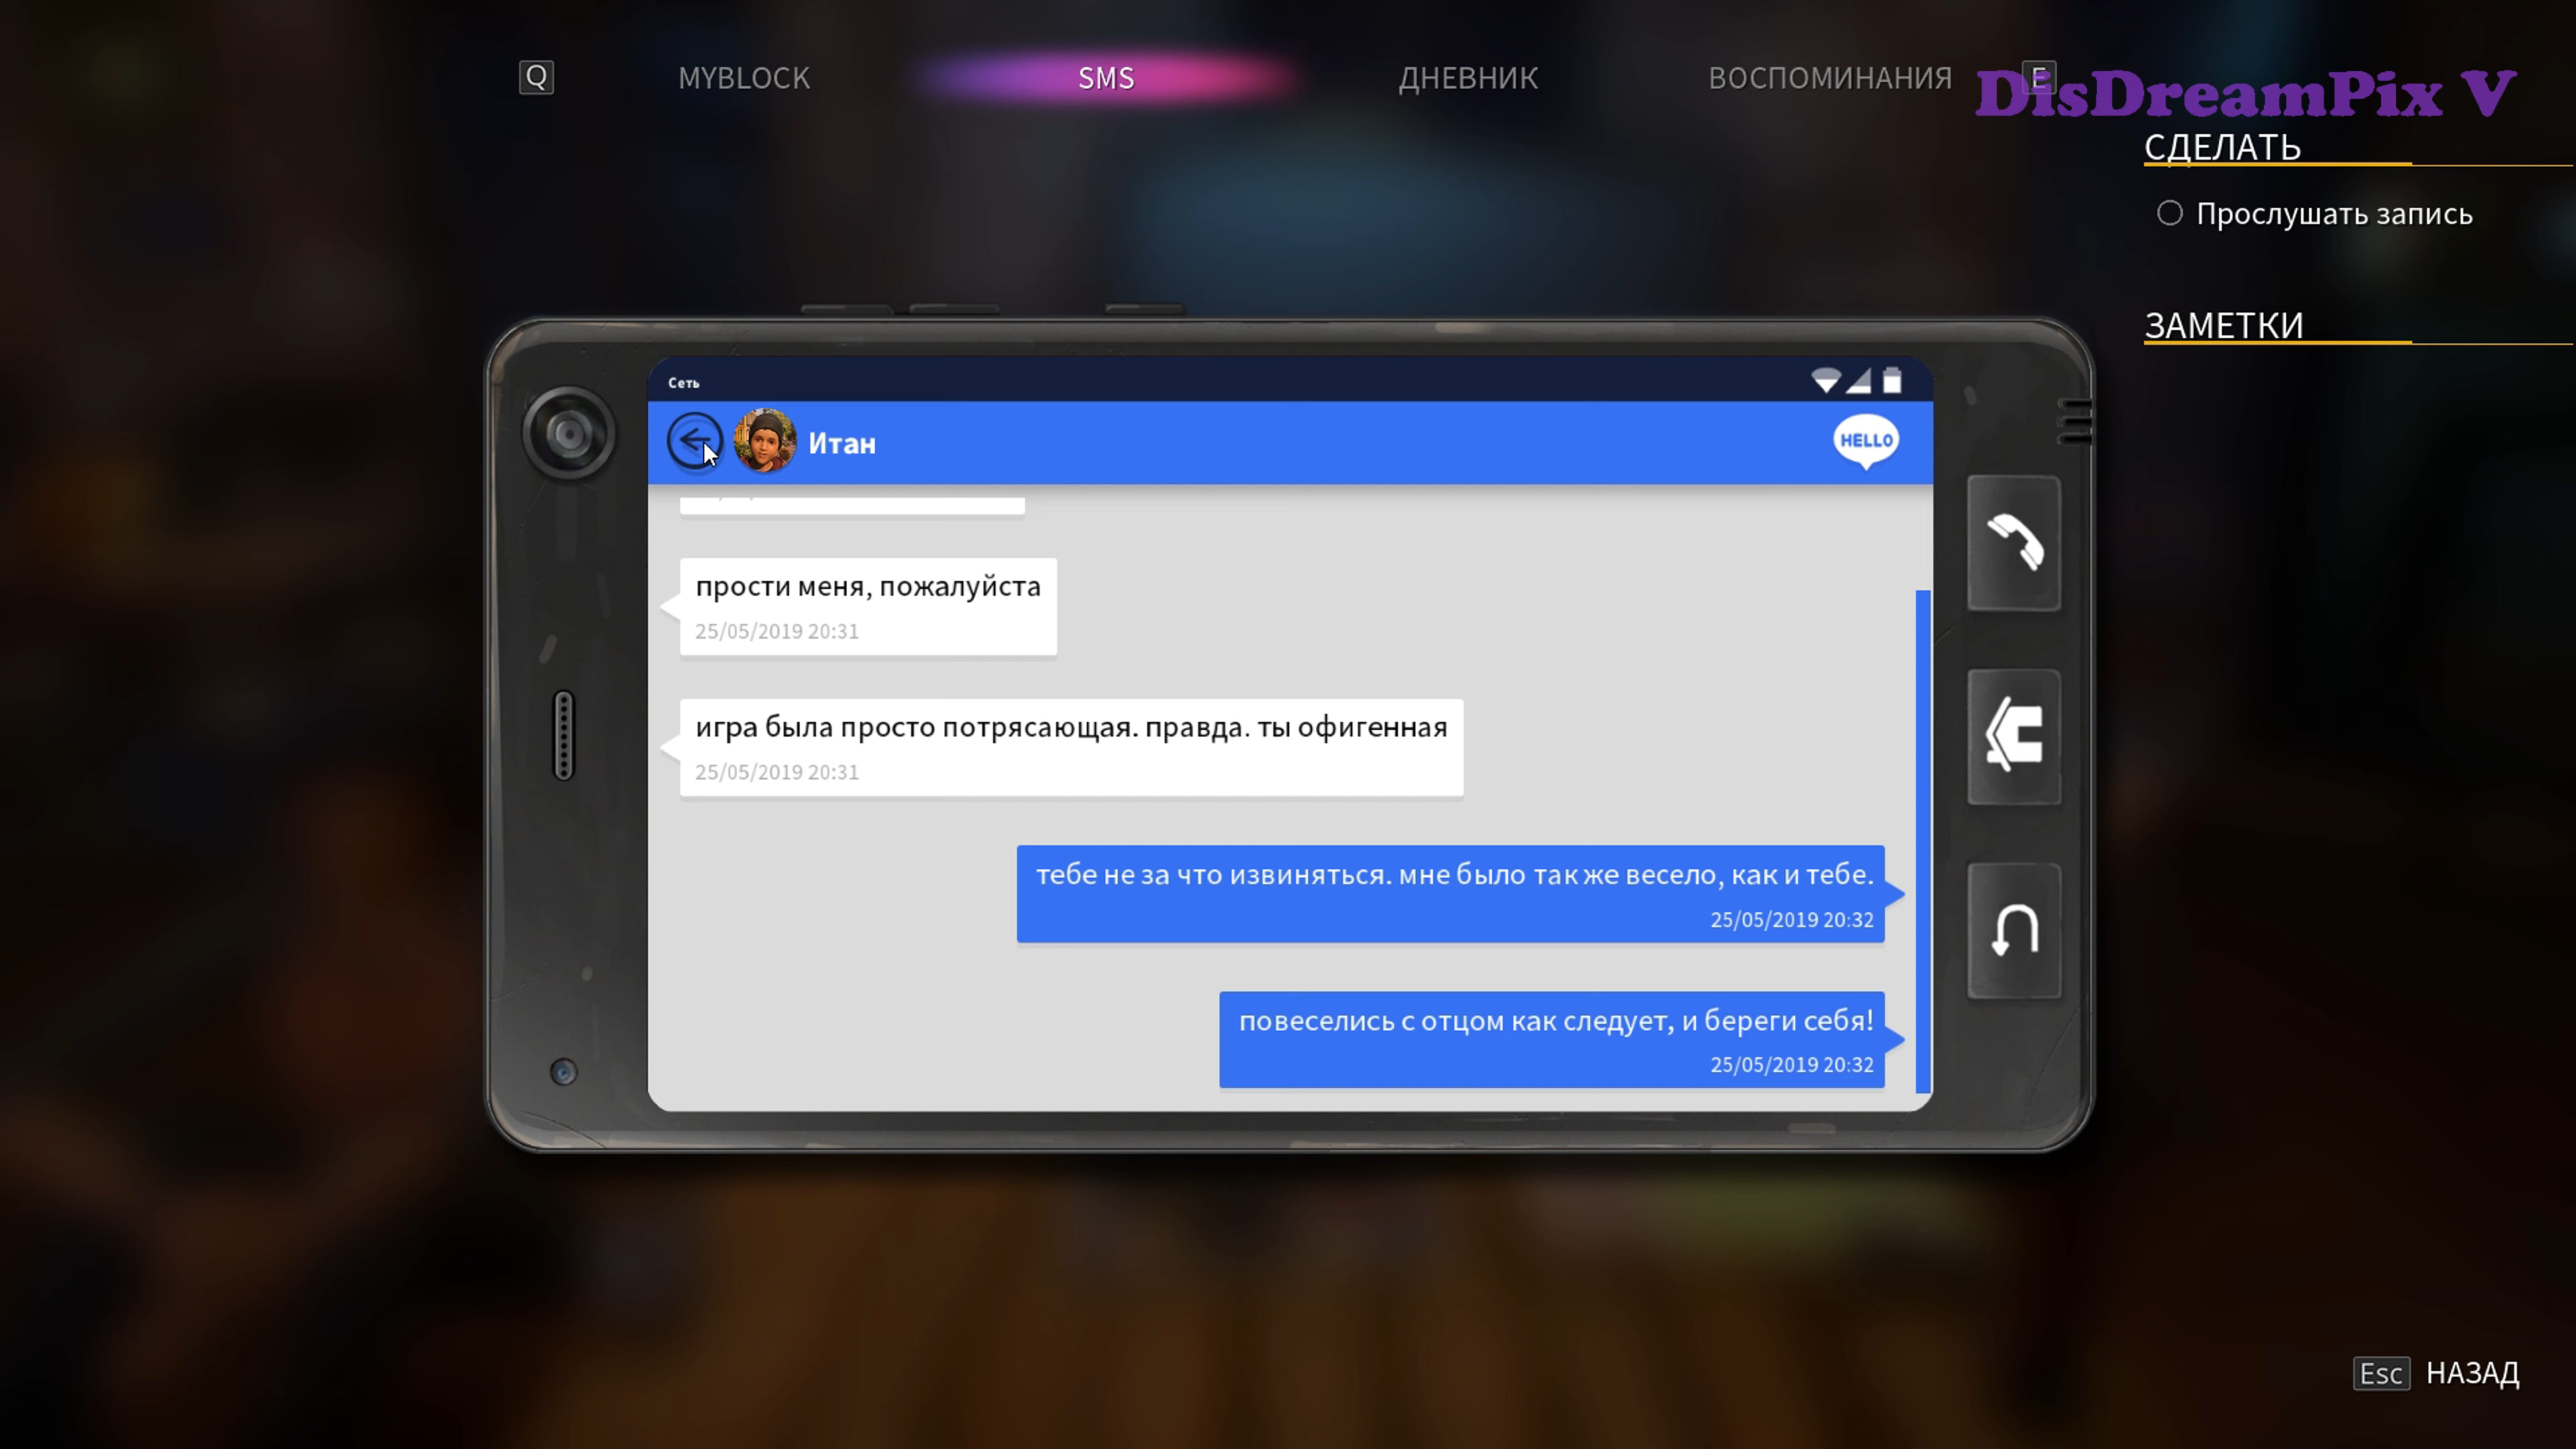 Q MYBLOCK SMS ДНЕВНИК ВОСПОМИНАНИЯ E
DisDreamPix V
СДЕЛАТЬ
Прослушать запись
ЗАМЕТКИ
Сеть
Итан
HELLO
прости меня, пожалуйста
25/05/2019 20:31
игра была просто потрясающая. правда. ты офигенная
25/05/2019 20:31
тебе не за что извиняться. мне было так же весело, как и тебе.
25/05/2019 20:32
повеселись с отцом как следует, и береги себя!
25/05/2019 20:32
Esc НАЗАД